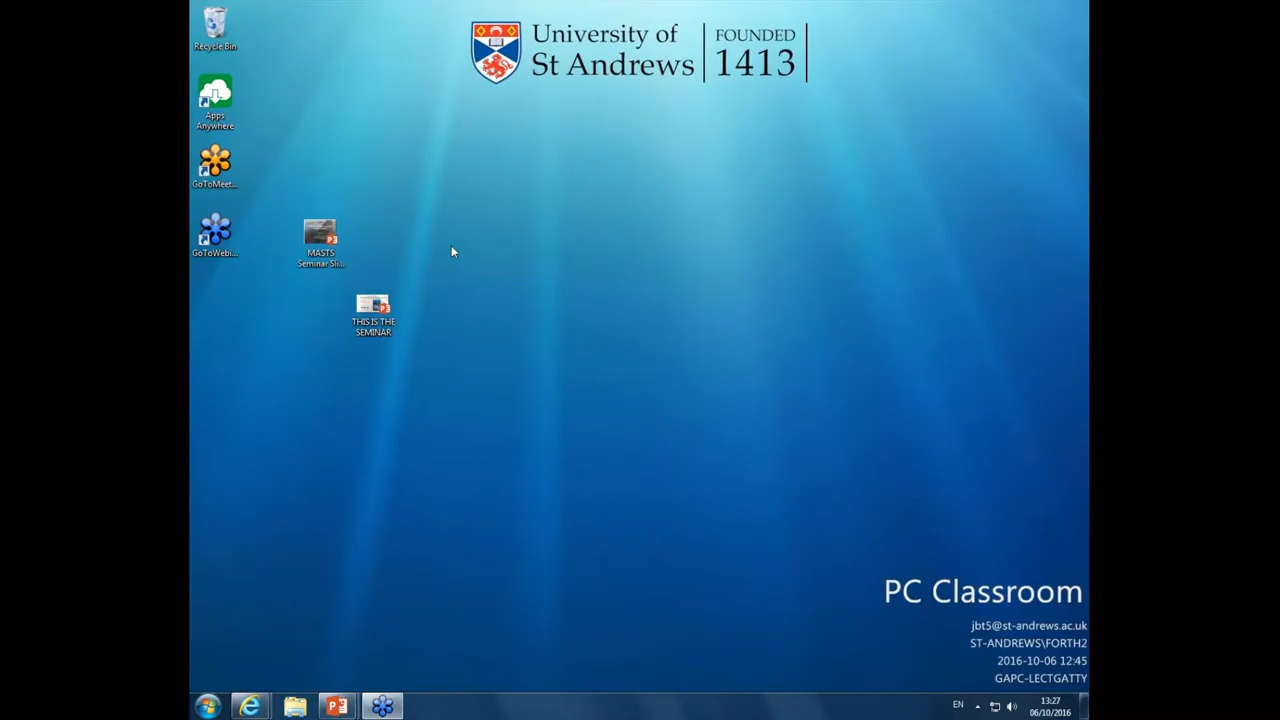 University of
St Andrews
FOUNDED
1413
Recycle Bin
Apps
Anywhere
GoToMeet...
GoToWebi...
MASTS
Seminar Sli...
THIS IS THE
SEMINAR
PC Classroom
jbt5@st-andrews.ac.uk
ST-ANDREWS\FORTH2
2016-10-06 12:45
GAPC-LECTGATTY
EN
13:27
06/10/2016